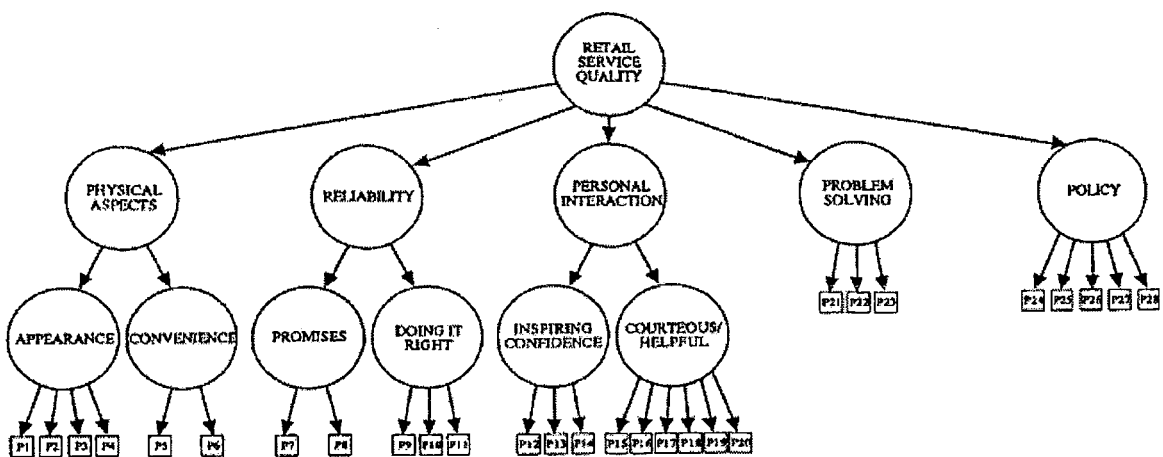 RETAIL
SERVICE
QUALITY
PHYSICAL
ASPECTS
RELIABILITY
PERSONAL
INTERACTION
PROBLEM
SOLVING
POLICY
P21 P22 P23
P24 P25 P26 P27 P28
APPEARANCE
CONVENIENCE
PROMISES
DOING IT
RIGHT
INSPIRING
CONFIDENCE
COURTEOUS/
HELPFUL
P1 P2 P3 P4
P5 P6
P7 P8
P9 P10 P11
P12 P13 P14
P15 P16 P17 P18 P19 P20